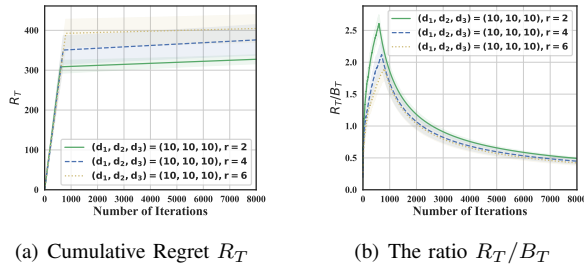 400
300
200
100
0
R_T
(d₁, d₂, d₃) = (10, 10, 10), r = 2
(d₁, d₂, d₃) = (10, 10, 10), r = 4
(d₁, d₂, d₃) = (10, 10, 10), r = 6
0 1000 2000 3000 4000 5000 6000 7000 8000
Number of Iterations
(a) Cumulative Regret R_T
2.5
2.0
1.5
1.0
0.5
0.0
R_T/B_T
(d₁, d₂, d₃) = (10, 10, 10), r = 2
(d₁, d₂, d₃) = (10, 10, 10), r = 4
(d₁, d₂, d₃) = (10, 10, 10), r = 6
0 1000 2000 3000 4000 5000 6000 7000 8000
Number of Iterations
(b) The ratio R_T/B_T